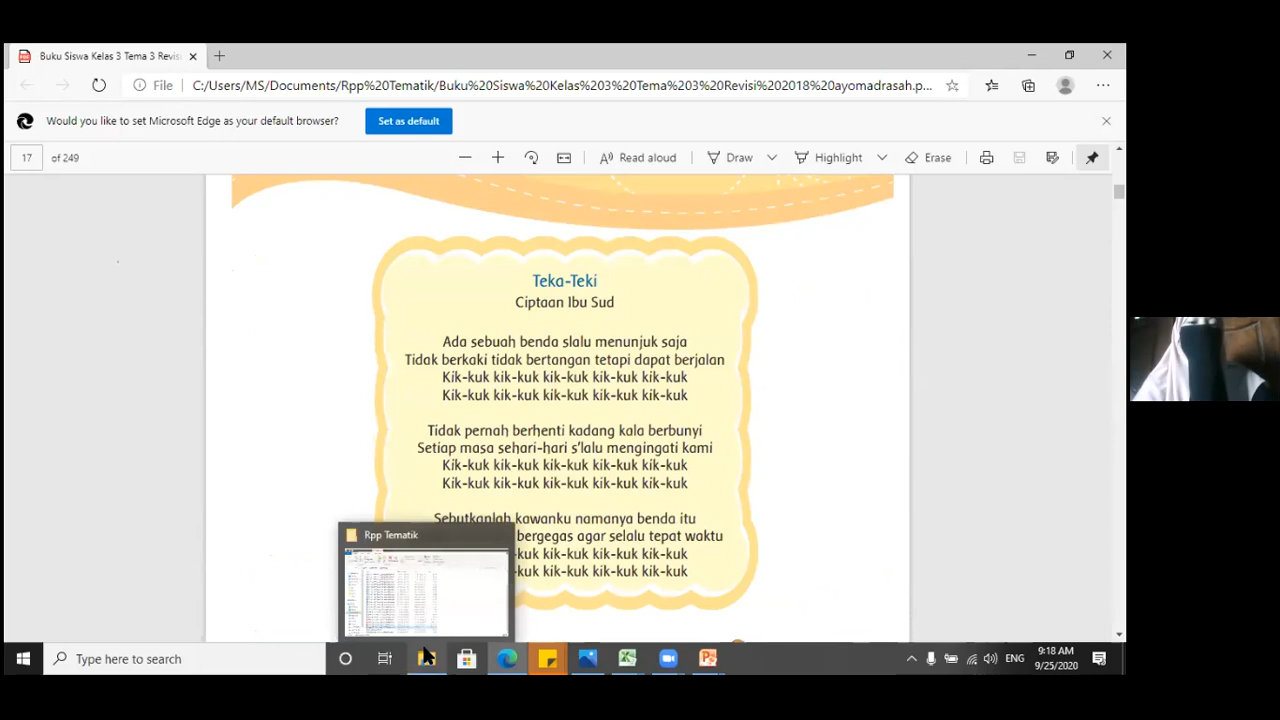 Buku Siswa Kelas 3 Tema 3 Revis
File C:/Users/MS/Documents/Rpp%20Tematik/Buku%20Siswa%20Kelas%203%20Tema%203%20Revisi%202018%20ayomadrasah.p...
Would you like to set Microsoft Edge as your default browser? Set as default
17 of 249 Read aloud Draw Highlight Erase
Teka-Teki
Ciptaan Ibu Sud
Ada sebuah benda slalu menunjuk saja
Tidak berkaki tidak bertangan tetapi dapat berjalan
Kik-kuk kik-kuk kik-kuk kik-kuk kik-kuk
Kik-kuk kik-kuk kik-kuk kik-kuk kik-kuk
Tidak pernah berhenti kadang kala berbunyi
Setiap masa sehari-hari s'lalu mengingati kami
Kik-kuk kik-kuk kik-kuk kik-kuk kik-kuk
Kik-kuk kik-kuk kik-kuk kik-kuk kik-kuk
Sebutkanlah kawanku namanya benda itu
bergegas agar selalu tepat waktu
-kuk kik-kuk kik-kuk kik-kuk
-kuk kik-kuk kik-kuk kik-kuk
Rpp Tematik
Type here to search
ENG
9:18 AM
9/25/2020